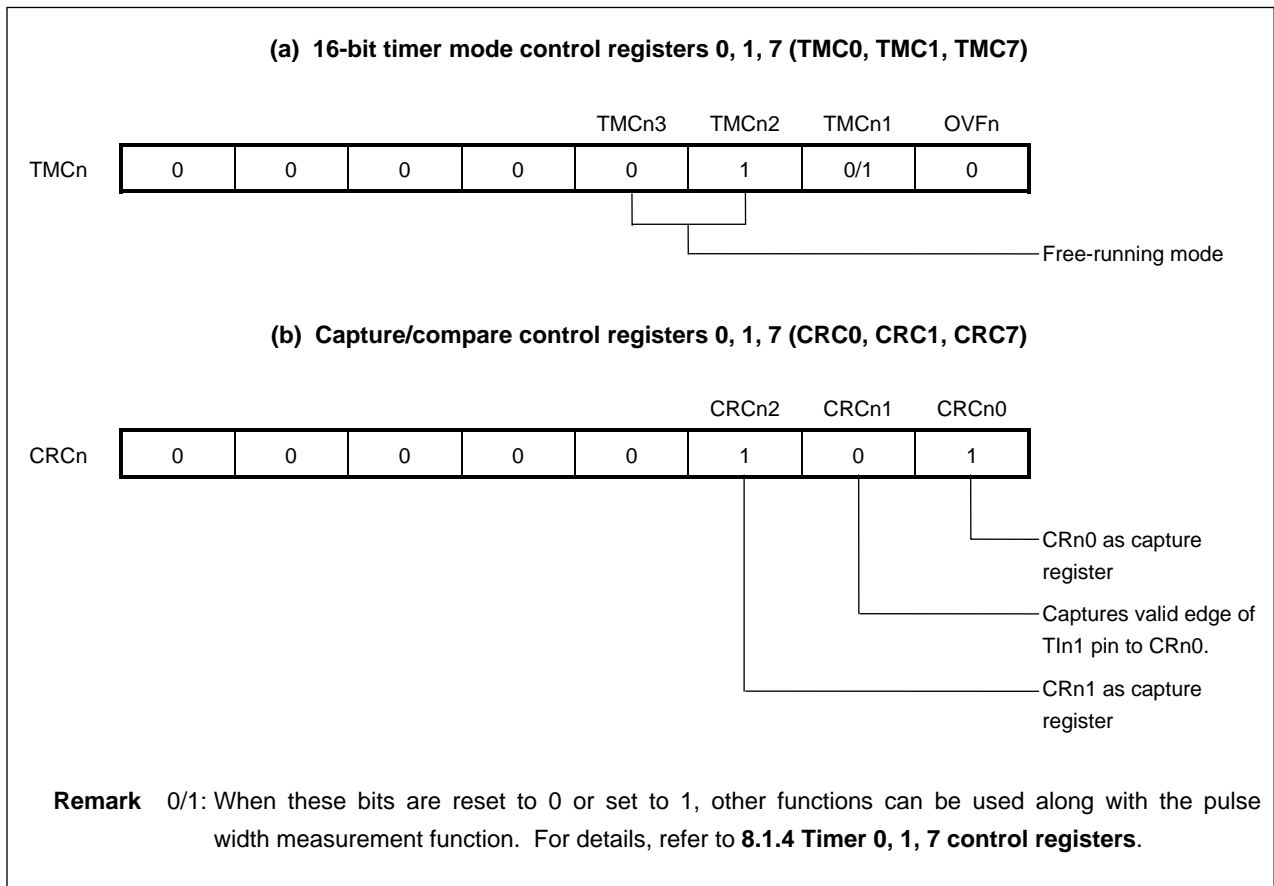 (a) 16-bit timer mode control registers 0, 1, 7 (TMC0, TMC1, TMC7)
TMCn3 TMCn2 TMCn1 OVFn
TMCn 0 0 0 0 0 1 0/1 0
Free-running mode
(b) Capture/compare control registers 0, 1, 7 (CRC0, CRC1, CRC7)
CRCn2 CRCn1 CRCn0
CRCn 0 0 0 0 0 1 0 1
CRn0 as capture
register
Captures valid edge of
TIn1 pin to CRn0.
CRn1 as capture
register
Remark 0/1: When these bits are reset to 0 or set to 1, other functions can be used along with the pulse
width measurement function. For details, refer to 8.1.4 Timer 0, 1, 7 control registers.